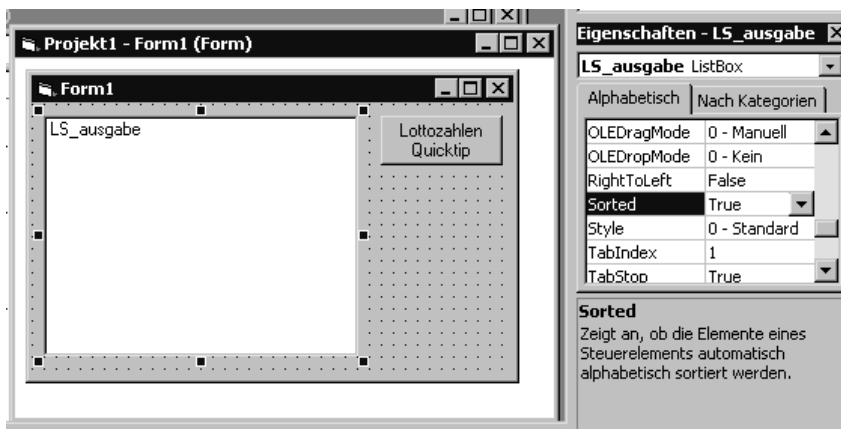 Projekt1 - Form1 (Form)
Form1
LS_ausgabe
Lottozahlen
Quicktip
Eigenschaften - LS_ausgabe
LS_ausgabe ListBox
Alphabetisch Nach Kategorien
OLEDragMode 0 - Manuell
OLEDropMode 0 - Kein
RightToLeft False
Sorted True
Style 0 - Standard
TabIndex 1
TabStop True
Sorted
Zeigt an, ob die Elemente eines
Steuerelements automatisch
alphabetisch sortiert werden.